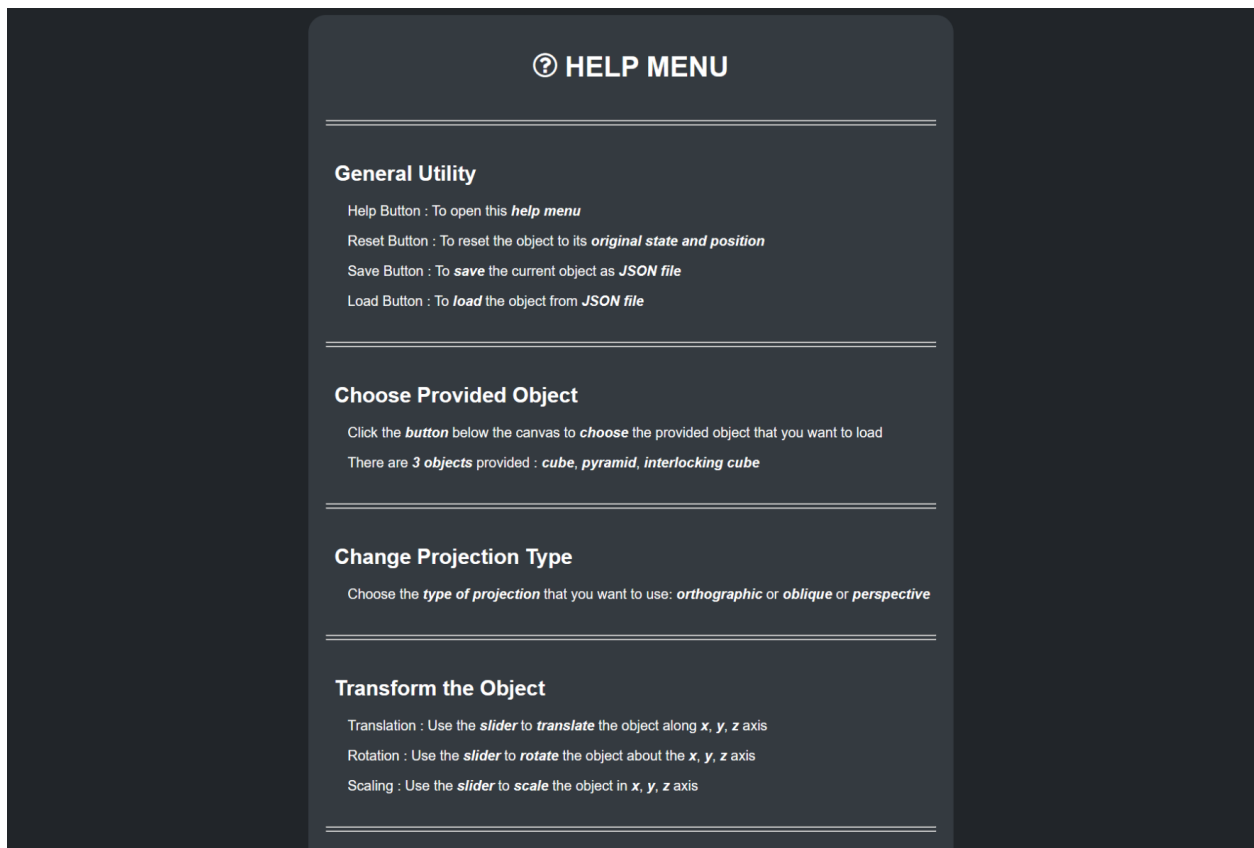 HELP MENU
General Utility
Help Button : To open this help menu
Reset Button : To reset the object to its original state and position
Save Button : To save the current object as JSON file
Load Button : To load the object from JSON file
Choose Provided Object
Click the button below the canvas to choose the provided object that you want to load
There are 3 objects provided : cube, pyramid, interlocking cube
Change Projection Type
Choose the type of projection that you want to use: orthographic or oblique or perspective
Transform the Object
Translation : Use the slider to translate the object along x, y, z axis
Rotation : Use the slider to rotate the object about the x, y, z axis
Scaling : Use the slider to scale the object in x, y, z axis